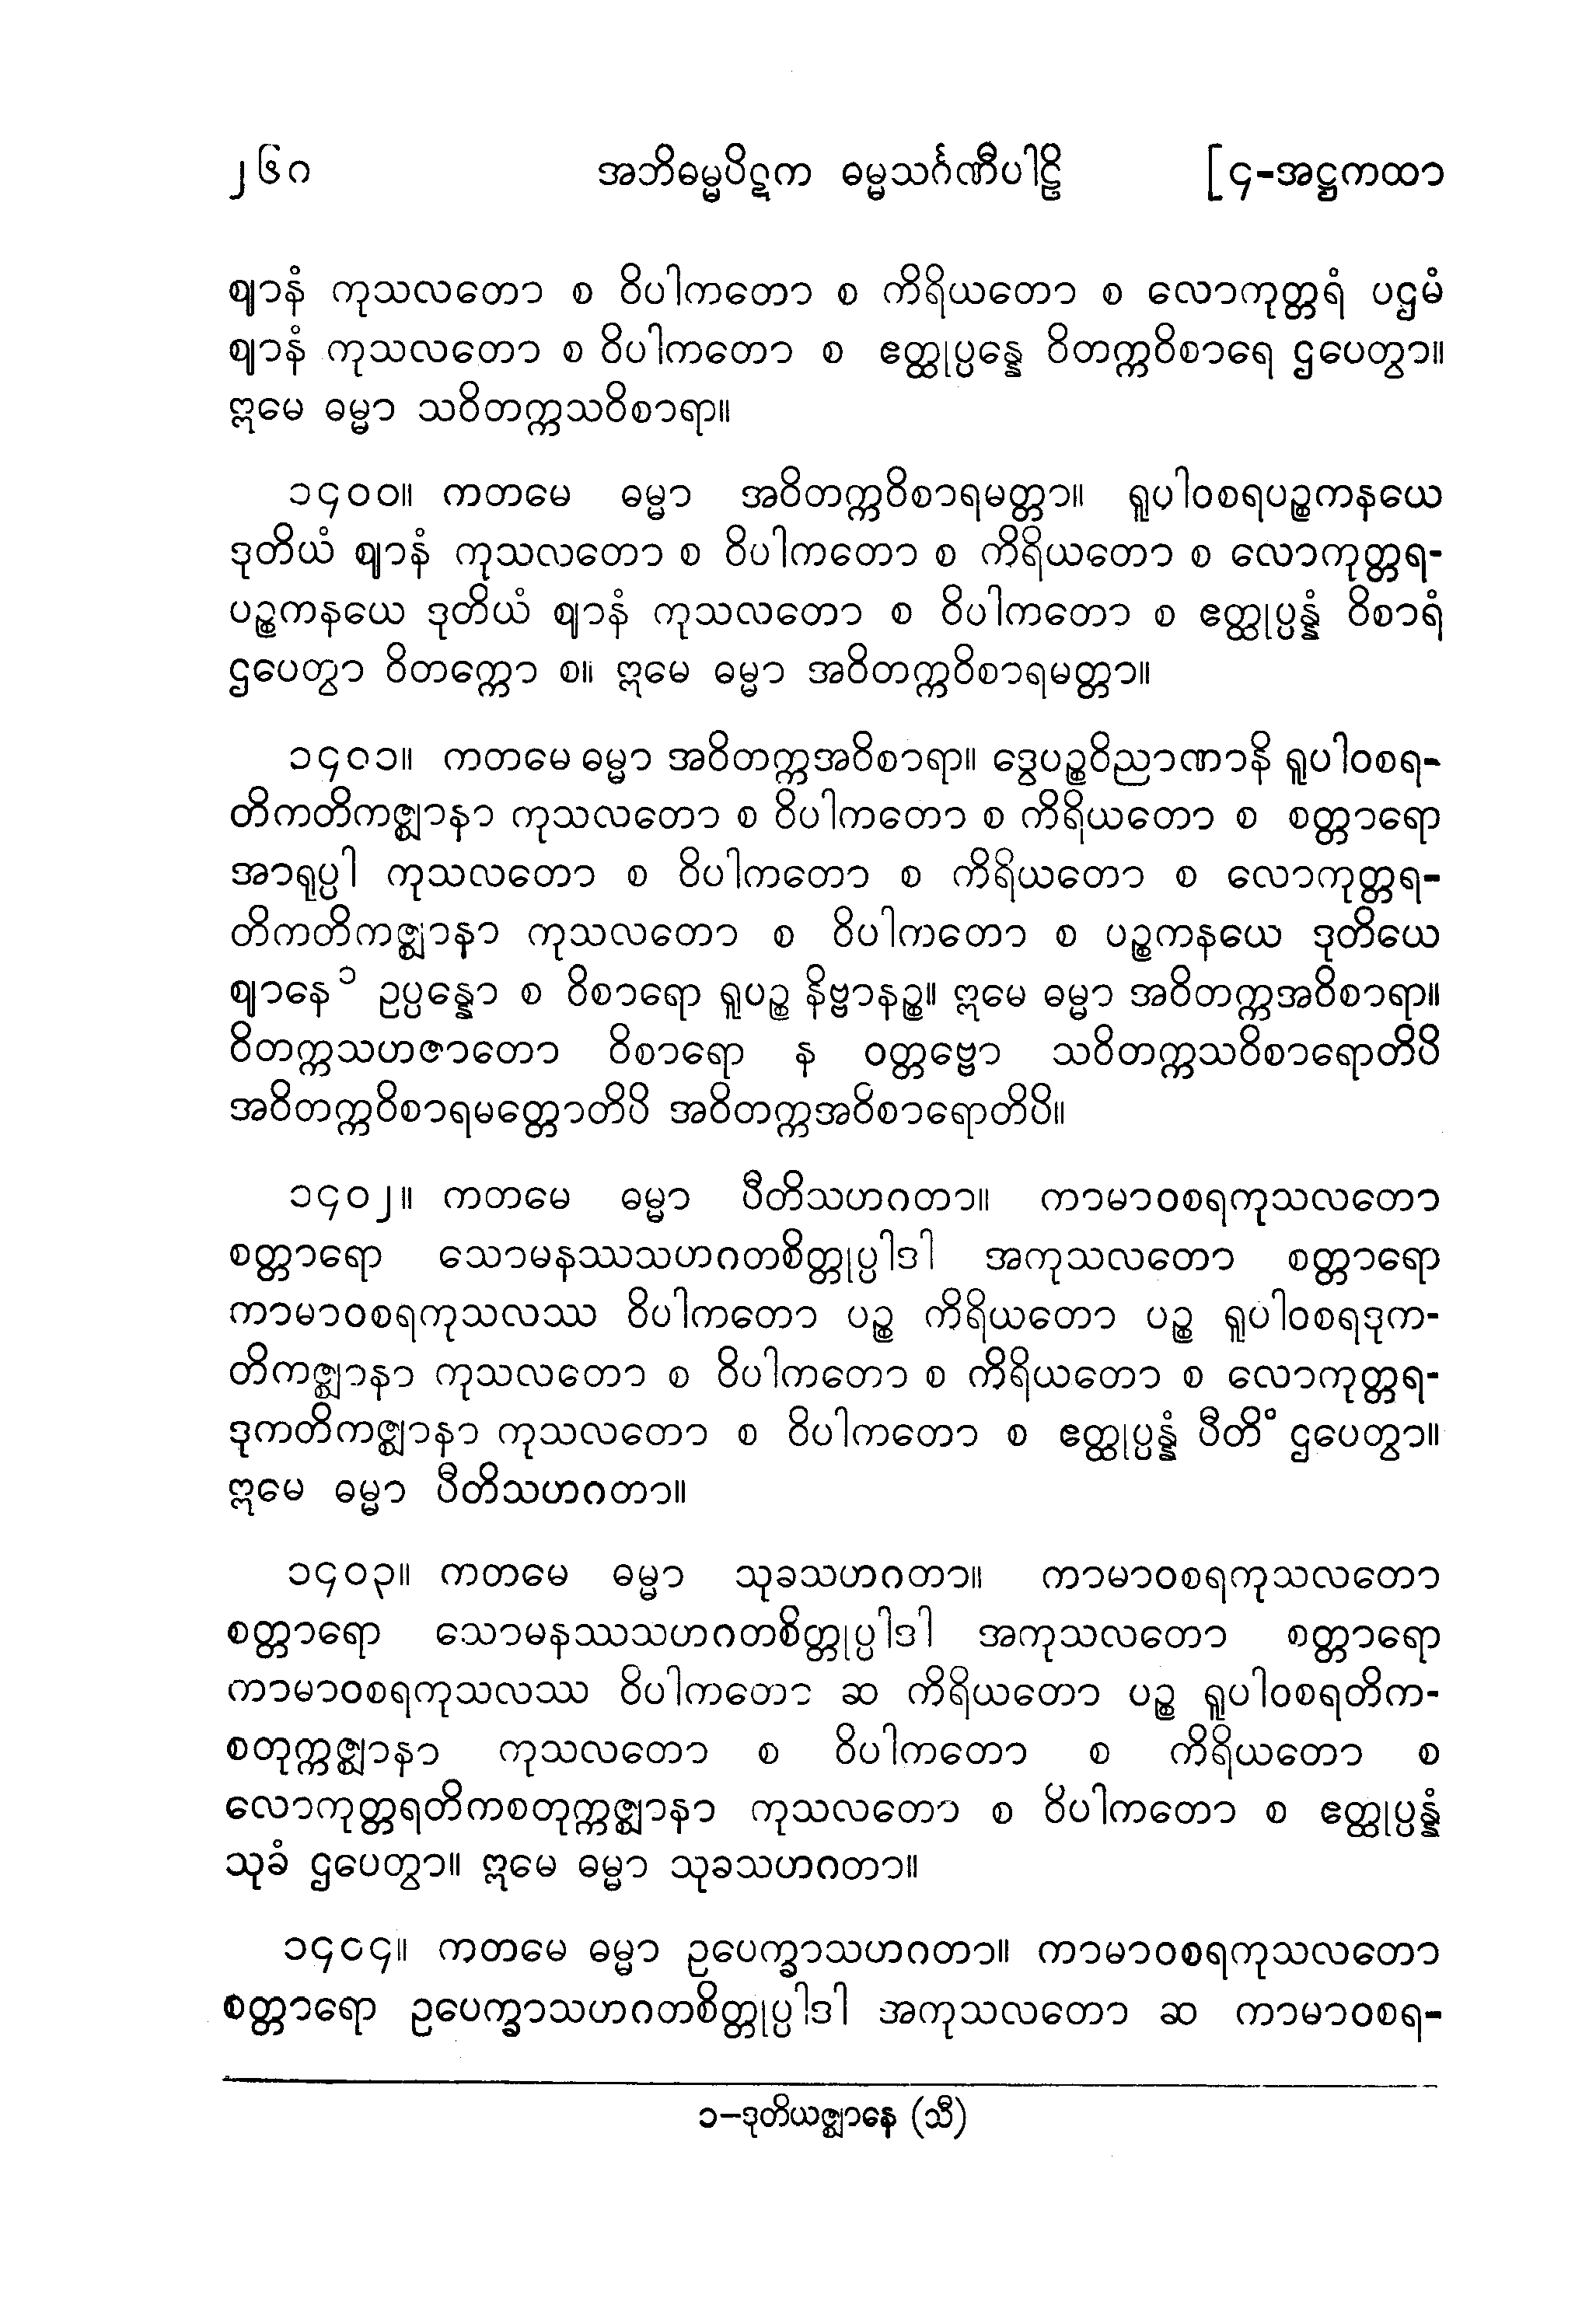 ၂၆၈ အဘိဓမ္မပိဋက ဓမ္မသင်္ဂဏီပါဠိ [၄-အဋ္ဌကထာ
ဈာနံ ကုသလတော စ ဝိပါကတော စ ကိရိယတော စ လောကုတ္တရံ ပဌမံ
ဈာနံ ကုသလတော စ ဝိပါကတော စ ဧတ္ထုပ္ပန္နေ ဝိတက္ကဝိစာရေ ဌပေတွာ။
ဣမေ ဓမ္မာ သဝိတက္ကသဝိစာရာ။
၁၄၀၀။ ကတမေ ဓမ္မာ အဝိတက္ကဝိစာရမတ္တာ။ ရူပါဝစရပဉ္စကနယေ
ဒုတိယံ ဈာနံ ကုသလတော စ ဝိပါကတော စ ကိရိယတော စ လောကုတ္တရ-
ပဉ္စကနယေ ဒုတိယံ ဈာနံ ကုသလတော စ ဝိပါကတော စ ဧတ္ထုပ္ပန္နံ ဝိစာရံ
ဌပေတွာ ဝိတက္ကော စ။ ဣမေ ဓမ္မာ အဝိတက္ကဝိစာရမတ္တာ။
၁၄၀၁။ ကတမေ ဓမ္မာ အဝိတက္ကအဝိစာရာ။ ဒွေပဉ္စဝိညာဏာနိ ရူပါဝစရ-
တိကတိကဇ္ဈာနာ ကုသလတော စ ဝိပါကတော စ ကိရိယတော စ စတ္တာရော
အာရုပ္ပါ ကုသလတော စ ဝိပါကတော စ ကိရိယတော စ လောကုတ္တရ-
တိကတိကဇ္ဈာနာ ကုသလတော စ ဝိပါကတော စ ပဉ္စကနယေ ဒုတိယေ
ဈာနေ ၁ ဥပ္ပန္နော စ ဝိစာရော ရူပဉ္စ နိဗ္ဗာနဉ္စ။ ဣမေ ဓမ္မာ အဝိတက္ကအဝိစာရာ။
ဝိတက္ကသဟဇာတော ဝိစာရော န ဝတ္တဗ္ဗော သဝိတက္ကသဝိစာရောတိပိ
အဝိတက္ကဝိစာရမတ္တောတိပိ အဝိတက္ကအဝိစာရောတိပိ။
၁၄၀၂။ ကတမေ ဓမ္မာ ပီတိသဟဂတာ။ ကာမာဝစရကုသလတော
စတ္တာရော သောမနဿသဟဂတစိတ္တုပ္ပါဒါ အကုသလတော စတ္တာရော
ကာမာဝစရကုသလဿ ဝိပါကတော ပဉ္စ ကိရိယတော ပဉ္စ ရူပါဝစရဒုက-
တိကဇ္ဈာနာ ကုသလတော စ ဝိပါကတော စ ကိရိယတော စ လောကုတ္တရ-
ဒုကတိကဇ္ဈာနာ ကုသလတော စ ဝိပါကတော စ ဧတ္ထုပ္ပန္နံ ပီတိံ ဌပေတွာ။
ဣမေ ဓမ္မာ ပီတိသဟဂတာ။
၁၄၀၃။ ကတမေ ဓမ္မာ သုခသဟဂတာ။ ကာမာဝစရကုသလတော
စတ္တာရော သောမနဿသဟဂတစိတ္တုပ္ပါဒါ အကုသလတော စတ္တာရော
ကာမာဝစရကုသလဿ ဝိပါကတော ဆ ကိရိယတော ပဉ္စ ရူပါဝစရတိက-
စတုက္ကဇ္ဈာနာ ကုသလတော စ ဝိပါကတော စ ကိရိယတော စ
လောကုတ္တရတိကစတုက္ကဇ္ဈာနာ ကုသလတော စ ဝိပါကတော စ ဧတ္ထုပ္ပန္နံ
သုခံ ဌပေတွာ။ ဣမေ ဓမ္မာ သုခသဟဂတာ။
၁၄၀၄။ ကတမေ ဓမ္မာ ဥပေက္ခာသဟဂတာ။ ကာမာဝစရကုသလတော
စတ္တာရော ဥပေက္ခာသဟဂတစိတ္တုပ္ပါဒါ အကုသလတော ဆ ကာမာဝစရ-
၁-ဒုတိယဇ္ဈာနေ (သီ)